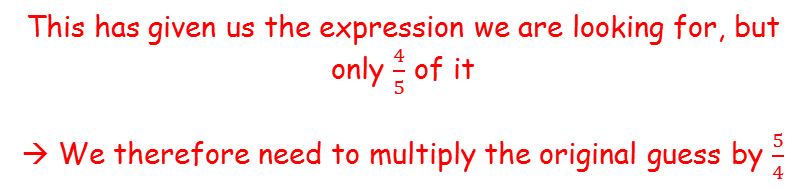 This has given us the expression we are looking for, but
only 4/5 of it
→ We therefore need to multiply the original guess by 5/4